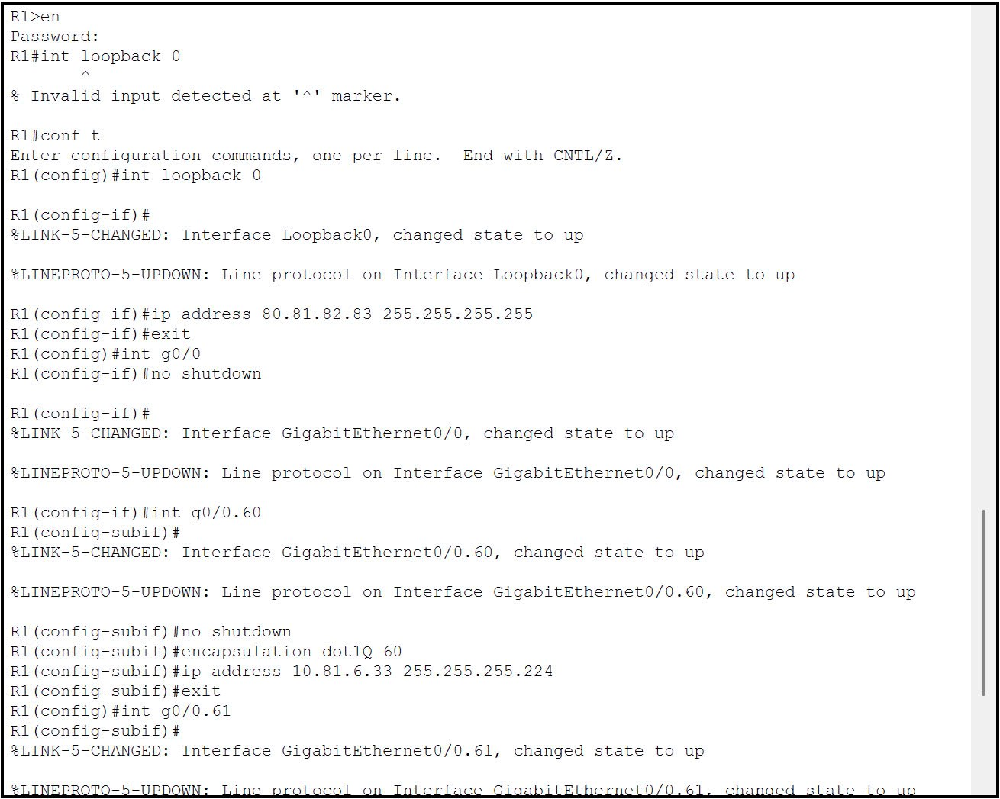 R1>en
Password:
R1#int loopback 0
^
% Invalid input detected at '^' marker.
R1#conf t
Enter configuration commands, one per line.  End with CNTL/Z.
R1(config)#int loopback 0
R1(config-if)#
%LINK-5-CHANGED: Interface Loopback0, changed state to up
%LINEPROTO-5-UPDOWN: Line protocol on Interface Loopback0, changed state to up
R1(config-if)#ip address 80.81.82.83 255.255.255.255
R1(config-if)#exit
R1(config)#int g0/0
R1(config-if)#no shutdown
R1(config-if)#
%LINK-5-CHANGED: Interface GigabitEthernet0/0, changed state to up
%LINEPROTO-5-UPDOWN: Line protocol on Interface GigabitEthernet0/0, changed state to up
R1(config-if)#int g0/0.60
R1(config-subif)#
%LINK-5-CHANGED: Interface GigabitEthernet0/0.60, changed state to up
%LINEPROTO-5-UPDOWN: Line protocol on Interface GigabitEthernet0/0.60, changed state to up
R1(config-subif)#no shutdown
R1(config-subif)#encapsulation dot1Q 60
R1(config-subif)#ip address 10.81.6.33 255.255.255.224
R1(config-subif)#exit
R1(config)#int g0/0.61
R1(config-subif)#
%LINK-5-CHANGED: Interface GigabitEthernet0/0.61, changed state to up
%LINEPROTO-5-UPDOWN: Line protocol on Interface GigabitEthernet0/0.61, changed state to up